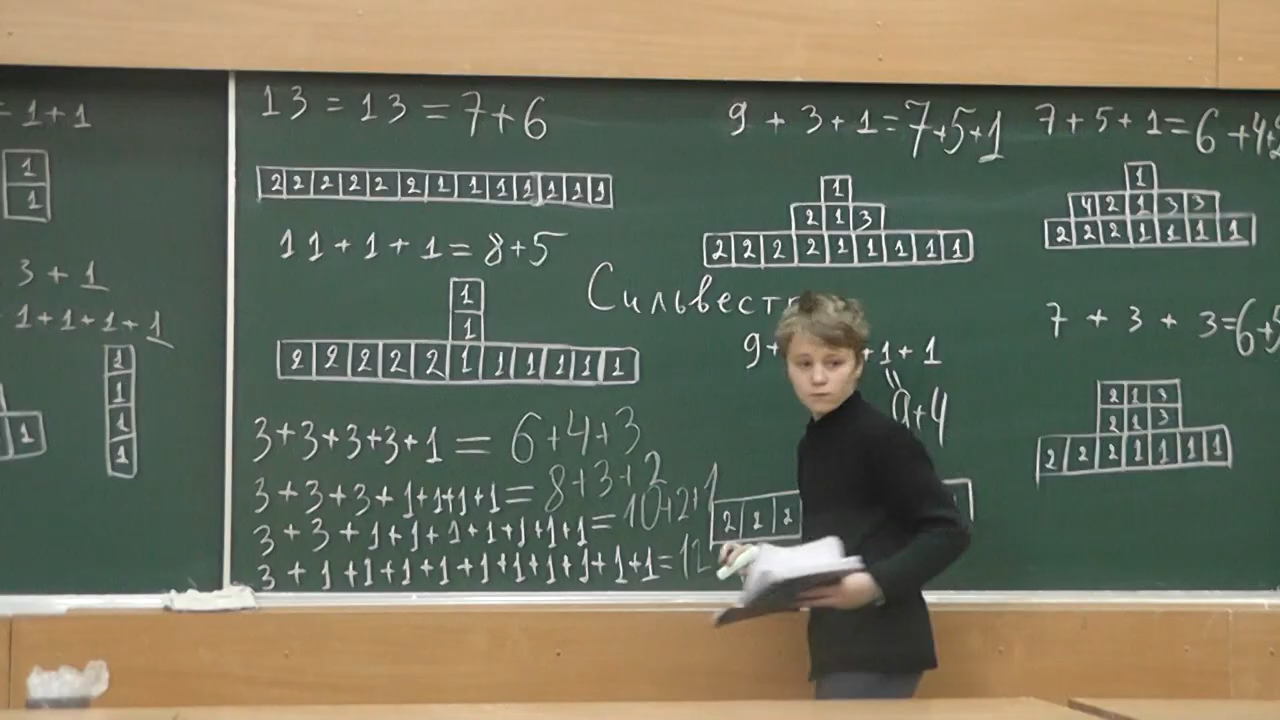 = 1+1
1
1
3 + 1
1+1+1+1
1
1
1
1
1
13 = 13 = 7+6
2 2 2 2 2 2 1 1 1 1 1 1 1
11+1+1 = 8+5
1
1
2 2 2 2 2 1 1 1 1 1 1
3+3+3+3+1 = 6+4+3
3+3+3+1+1+1+1 = 8+3+2
3+3+1+1+1+1+1+1+1 = 10+2+1
3+1+1+1+1+1+1+1+1+1+1 = 12
9+3+1=7+5+1
1
2 1 3
2 2 2 2 1 1 1 1 1
Сильвест
9+
+1+1
+4
2 2 2
7+5+1=6+4+2
1
4 2 1 3 3
2 2 2 1 1 1 1
7+3+3=6+5
2 1 3
2 1 3
2 2 2 1 1 1 1